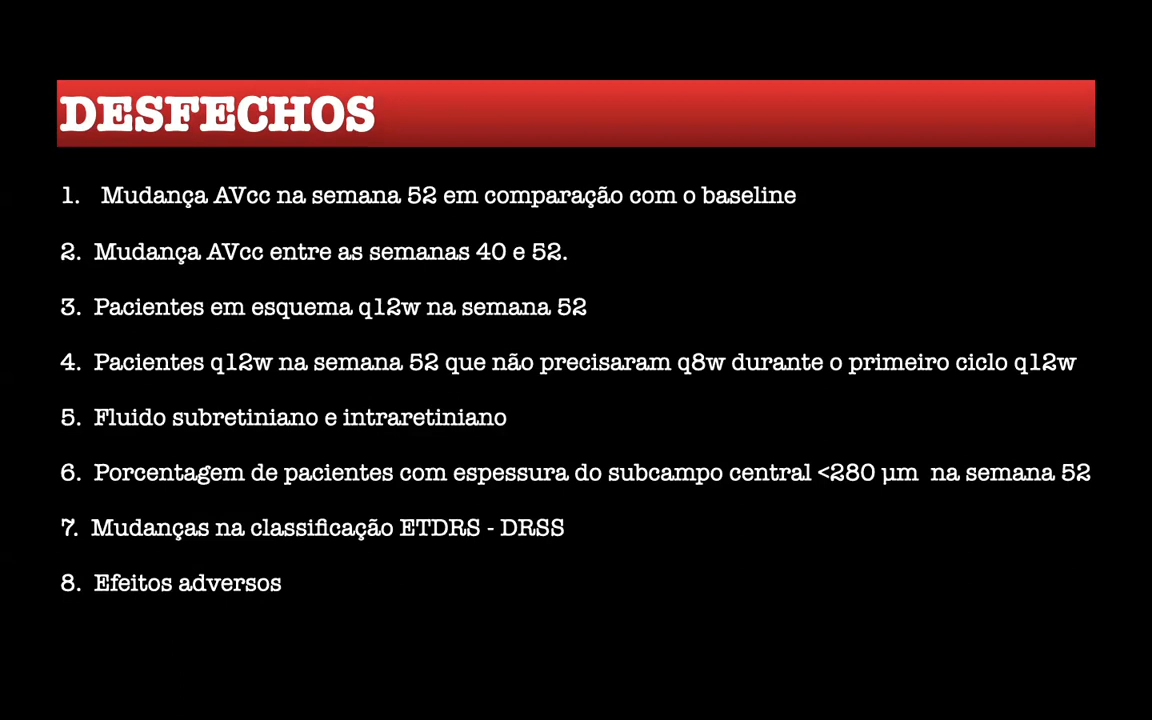 DESFECHOS
1. Mudança AVcc na semana 52 em comparação com o baseline
2. Mudança AVcc entre as semanas 40 e 52.
3. Pacientes em esquema q12w na semana 52
4. Pacientes q12w na semana 52 que não precisaram q8w durante o primeiro ciclo q12w
5. Fluido subretiniano e intraretiniano
6. Porcentagem de pacientes com espessura do subcampo central <280 µm na semana 52
7. Mudanças na classificação ETDRS - DRSS
8. Efeitos adversos